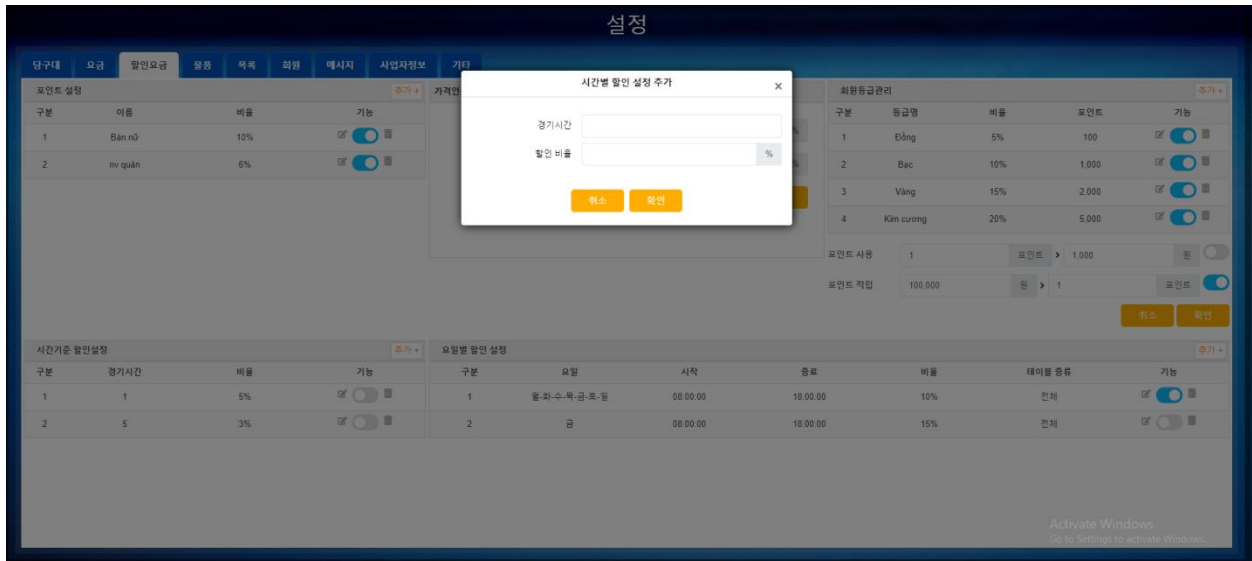 설정
당구대 요금 할인요금 물품 목록 회원 메시지 사업자정보 기타
포인트 설정 추가 +
구분 이름 비율 기능
1 Bán nữ 10%
2 nv quán 6%
가격인
시간별 할인 설정 추가 ×
경기시간
할인 비율 %
취소 확인
%
%
회원등급관리 추가 +
구분 등급명 비율 포인트 기능
1 Đồng 5% 100
2 Bạc 10% 1,000
3 Vàng 15% 2,000
4 Kim cương 20% 5,000
포인트 사용 1 포인트 > 1,000 원
포인트 적립 100,000 원 > 1 포인트
취소 확인
시간기준 할인설정 추가 +
구분 경기시간 비율 기능
1 1 5%
2 5 3%
요일별 할인 설정 추가 +
구분 요일 시작 종료 비율 테이블 종류 기능
1 월-화-수-목-금-토-일 08:00:00 18:00:00 10% 전체
2 금 08:00:00 18:00:00 15% 전체
Activate Windows
Go to Settings to activate Windows.